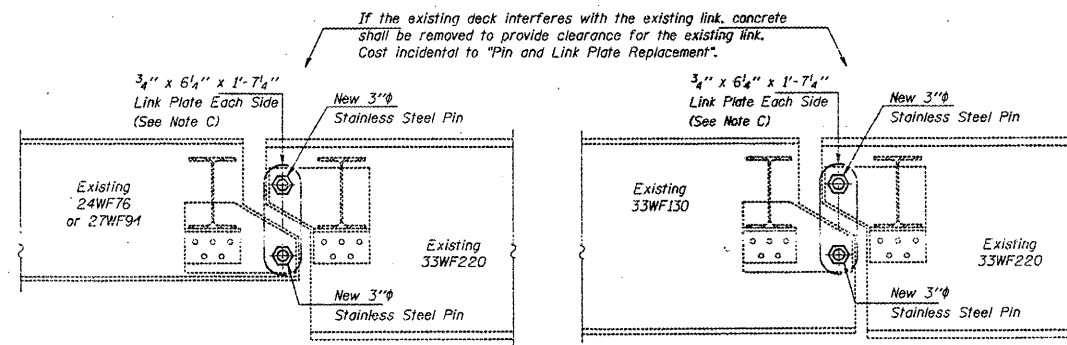 If the existing deck interferes with the existing link, concrete
shall be removed to provide clearance for the existing link.
Cost incidental to "Pin and Link Plate Replacement".
3/4" x 6 1/4" x 1'-7 1/4"
Link Plate Each Side
(See Note C)
New 3"ϕ
Stainless Steel Pin
Existing
24WF76
or 27WF94
Existing
33WF220
New 3"ϕ
Stainless Steel Pin
3/4" x 6 1/4" x 1'-7 1/4"
Link Plate Each Side
(See Note C)
New 3"ϕ
Stainless Steel Pin
Existing
33WF130
Existing
33WF220
New 3"ϕ
Stainless Steel Pin